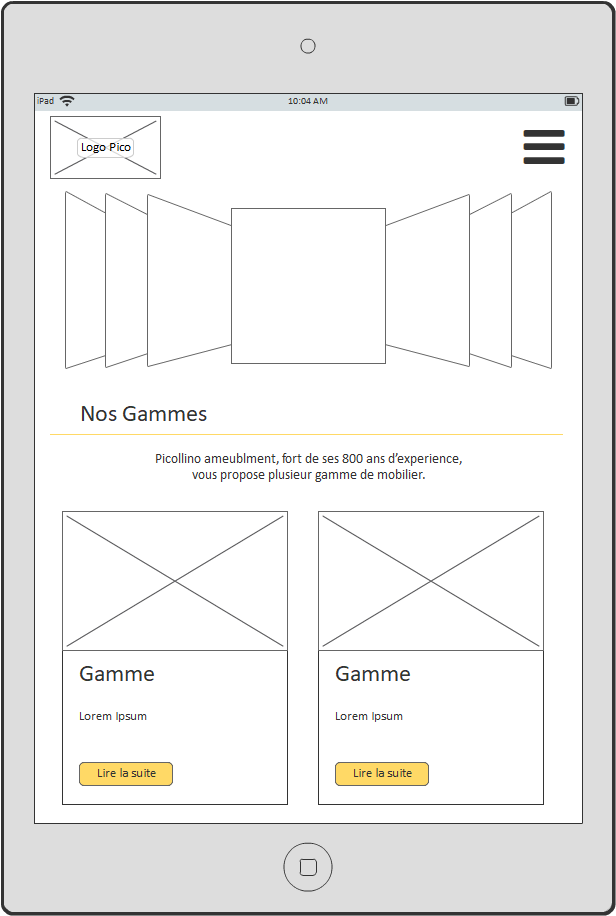 iPad
10:04 AM
Logo Pico
Nos Gammes
Picollino ameublment, fort de ses 800 ans d’experience,
vous propose plusieur gamme de mobilier.
Gamme
Lorem Ipsum
Lire la suite
Gamme
Lorem Ipsum
Lire la suite